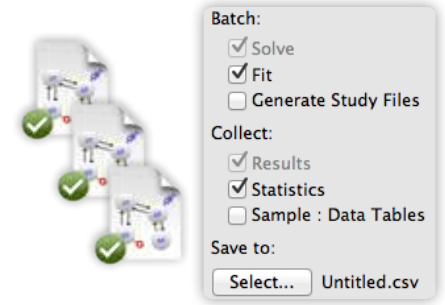 Batch:
Solve
Fit
Generate Study Files
Collect:
Results
Statistics
Sample : Data Tables
Save to:
Select... Untitled.csv